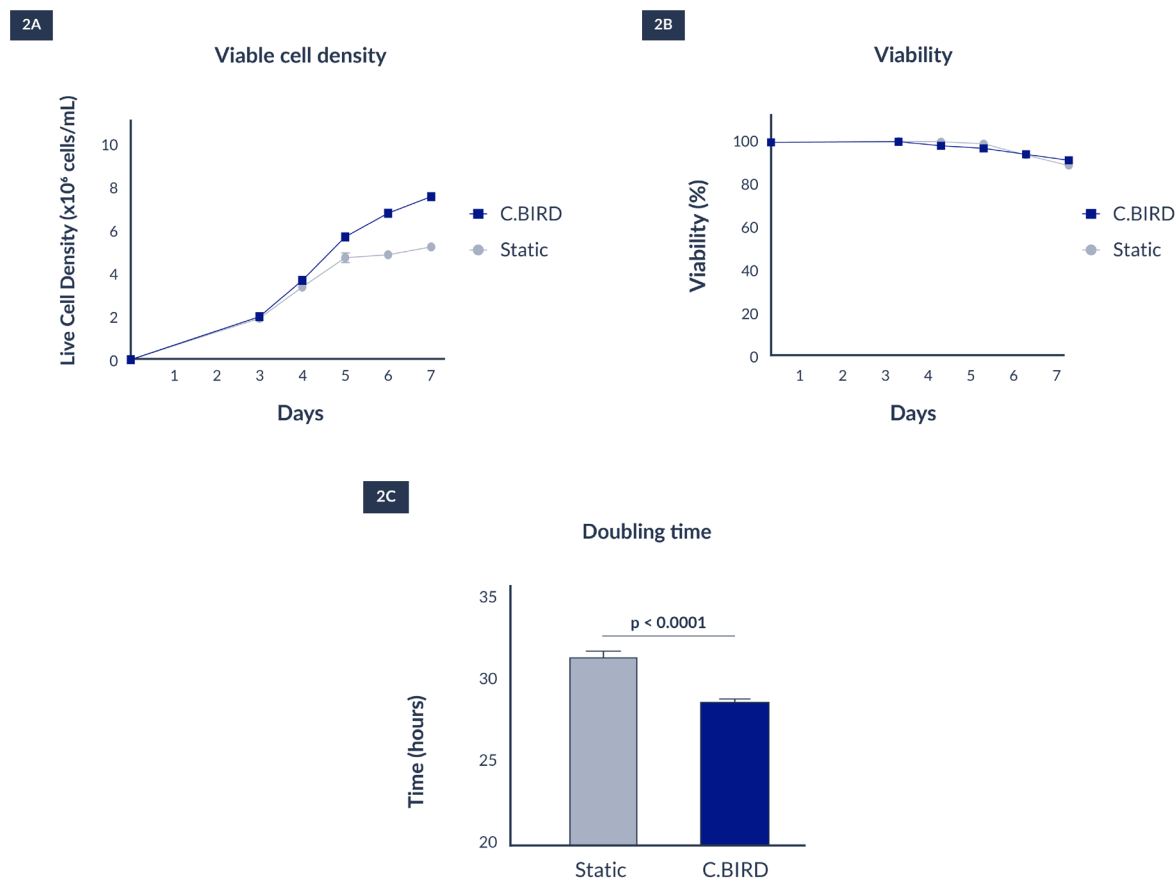 2A
Viable cell density
Live Cell Density (x10⁶ cells/mL)
10
8
6
4
2
0
1 2 3 4 5 6 7
Days
C.BIRD
Static
2B
Viability
Viability (%)
100
80
60
40
20
0
1 2 3 4 5 6 7
Days
C.BIRD
Static
2C
Doubling time
Time (hours)
35
30
25
20
p < 0.0001
Static C.BIRD